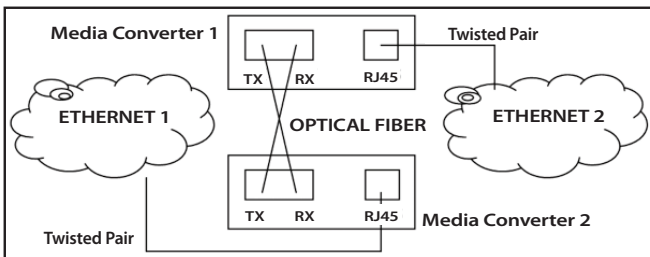 Media Converter 1
Twisted Pair
TX RX RJ45
ETHERNET 1
OPTICAL FIBER
ETHERNET 2
TX RX RJ45
Media Converter 2
Twisted Pair